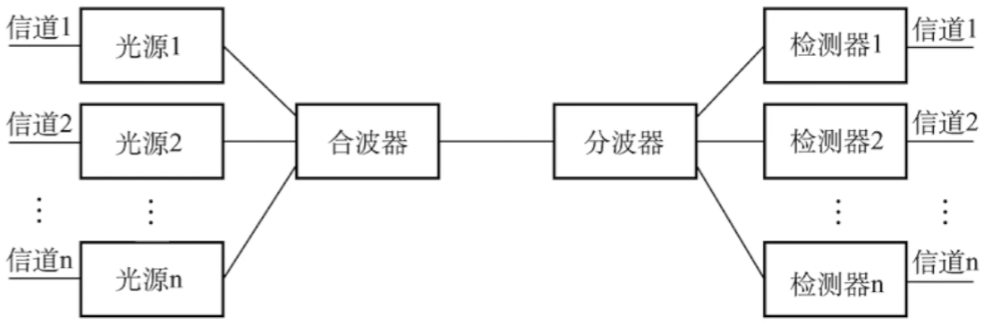 信道1
光源1
检测器1
信道1
信道2
光源2
合波器
分波器
检测器2
信道2
⋮
⋮
⋮
⋮
信道n
光源n
检测器n
信道n